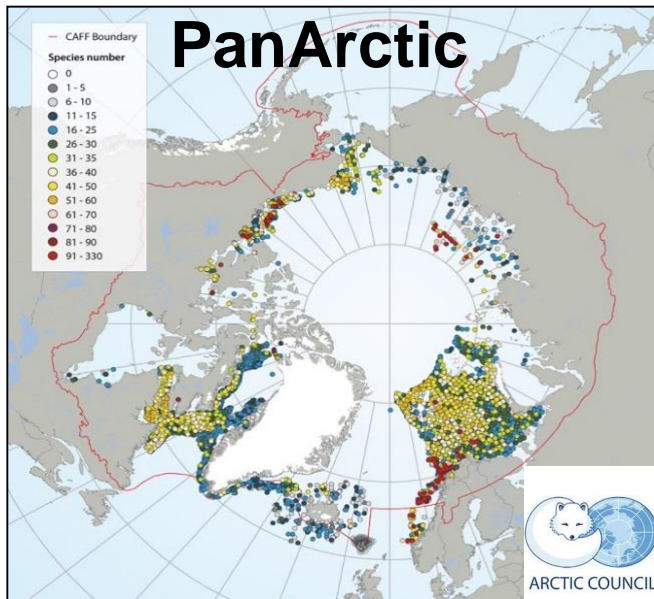 PanArctic
CAFF Boundary
Species number
0
1 - 5
6 - 10
11 - 15
16 - 25
26 - 30
31 - 35
36 - 40
41 - 50
51 - 60
61 - 70
71 - 80
81 - 90
91 - 330
ARCTIC COUNCIL